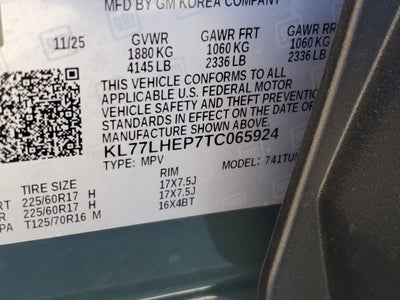 MFD BY GM KOREA COMPANY
11/25 GVWR GAWR FRT GAWR RR
1880 KG 1060 KG 1060 KG
4145 LB 2336 LB 2336 LB
THIS VEHICLE CONFORMS TO ALL
APPLICABLE U.S. FEDERAL MOTOR
VEHICLE SAFETY AND THEFT PREVENTION
STANDARDS IN EFFECT ON THE DATE OF
MANUFACTURE SHOWN ABOVE.
KL77LHEP7TC065924
TYPE: MPV MODEL: 741TUS
TIRE SIZE RIM
225/60R17 H 17X7.5J
225/60R17 H 17X7.5J
PA T125/70R16 M 16X4BT